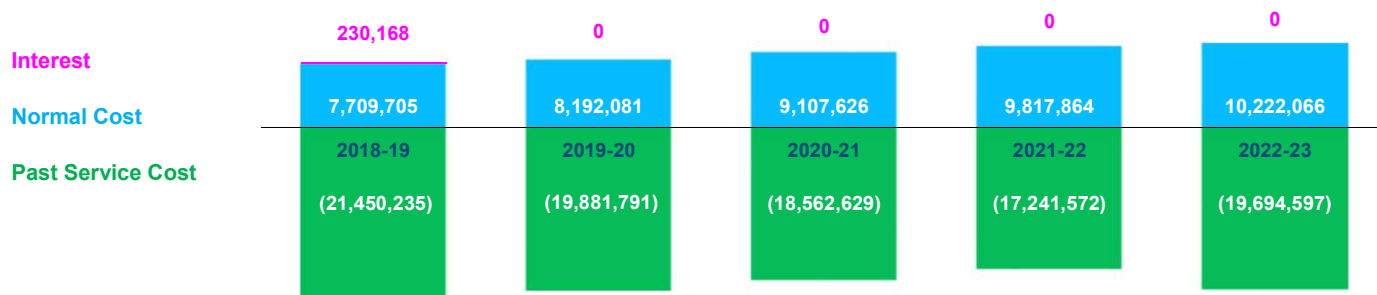 230,168 0 0 0 0
Interest
7,709,705 8,192,081 9,107,626 9,817,864 10,222,066
Normal Cost
2018-19 2019-20 2020-21 2021-22 2022-23
Past Service Cost
(21,450,235) (19,881,791) (18,562,629) (17,241,572) (19,694,597)